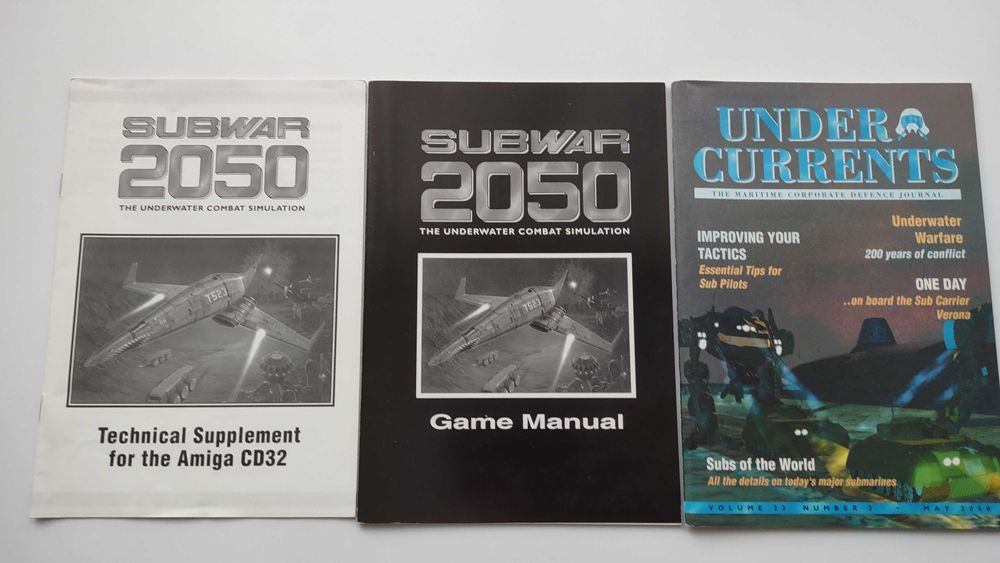 SUBWAR
2050
THE UNDERWATER COMBAT SIMULATION
T523
Technical Supplement
for the Amiga CD32
SUBWAR
2050
THE UNDERWATER COMBAT SIMULATION
T523
Game Manual
UNDER
CURRENTS
THE MARITIME CORPORATE DEFENCE JOURNAL
Underwater
Warfare
200 years of conflict
IMPROVING YOUR
TACTICS
Essential Tips for
Sub Pilots
ONE DAY
..on board the Sub Carrier
Verona
Subs of the World
All the details on today's major submarines
VOLUME 23 NUMBER 3 • MAY 2050